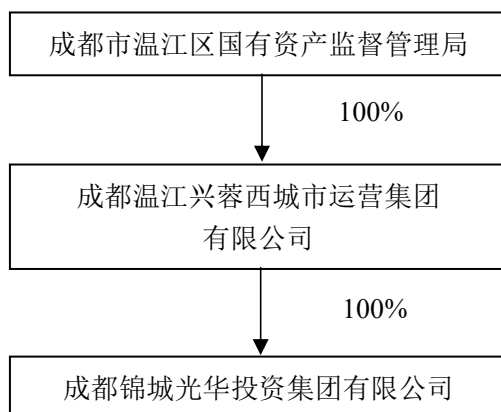 成都市温江区国有资产监督管理局
100%
成都温江兴蓉西城市运营集团
有限公司
100%
成都锦城光华投资集团有限公司